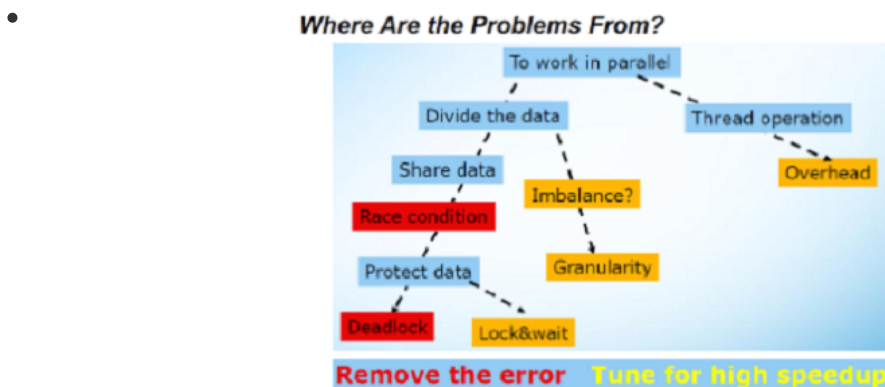 Where Are the Problems From?
To work in parallel
Divide the data
Thread operation
Share data
Overhead
Imbalance?
Race condition
Protect data
Granularity
Deadlock
Lock&wait
Remove the error Tune for high speedup